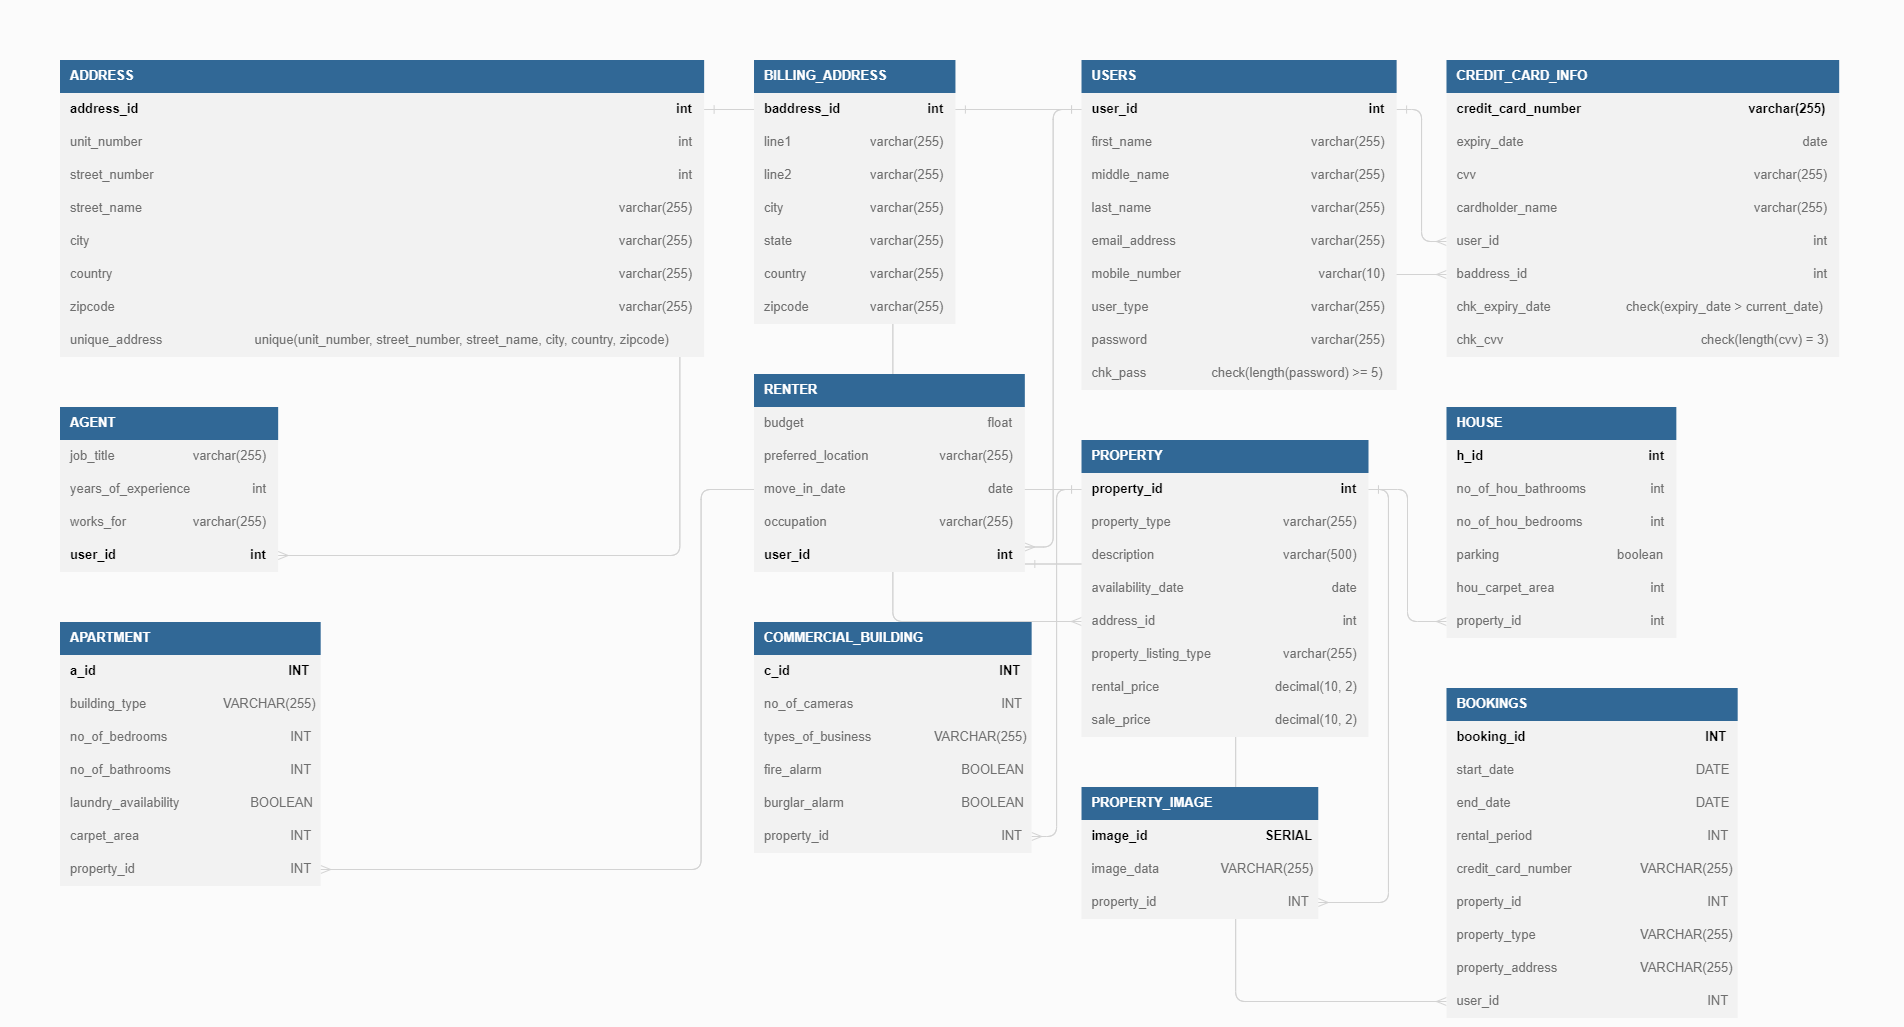 ADDRESS
address_id int
unit_number int
street_number int
street_name varchar(255)
city varchar(255)
country varchar(255)
zipcode varchar(255)
unique_address unique(unit_number, street_number, street_name, city, country, zipcode)
BILLING_ADDRESS
baddress_id int
line1 varchar(255)
line2 varchar(255)
city varchar(255)
state varchar(255)
country varchar(255)
zipcode varchar(255)
USERS
user_id int
first_name varchar(255)
middle_name varchar(255)
last_name varchar(255)
email_address varchar(255)
mobile_number varchar(10)
user_type varchar(255)
password varchar(255)
chk_pass check(length(password) >= 5)
CREDIT_CARD_INFO
credit_card_number varchar(255)
expiry_date date
cvv varchar(255)
cardholder_name varchar(255)
user_id int
baddress_id int
chk_expiry_date check(expiry_date > current_date)
chk_cvv check(length(cvv) = 3)
AGENT
job_title varchar(255)
years_of_experience int
works_for varchar(255)
user_id int
RENTER
budget float
preferred_location varchar(255)
move_in_date date
occupation varchar(255)
user_id int
PROPERTY
property_id int
property_type varchar(255)
description varchar(500)
availability_date date
address_id int
property_listing_type varchar(255)
rental_price decimal(10, 2)
sale_price decimal(10, 2)
HOUSE
h_id int
no_of_hou_bathrooms int
no_of_hou_bedrooms int
parking boolean
hou_carpet_area int
property_id int
APARTMENT
a_id INT
building_type VARCHAR(255)
no_of_bedrooms INT
no_of_bathrooms INT
laundry_availability BOOLEAN
carpet_area INT
property_id INT
COMMERCIAL_BUILDING
c_id INT
no_of_cameras INT
types_of_business VARCHAR(255)
fire_alarm BOOLEAN
burglar_alarm BOOLEAN
property_id INT
PROPERTY_IMAGE
image_id SERIAL
image_data VARCHAR(255)
property_id INT
BOOKINGS
booking_id INT
start_date DATE
end_date DATE
rental_period INT
credit_card_number VARCHAR(255)
property_id INT
property_type VARCHAR(255)
property_address VARCHAR(255)
user_id INT